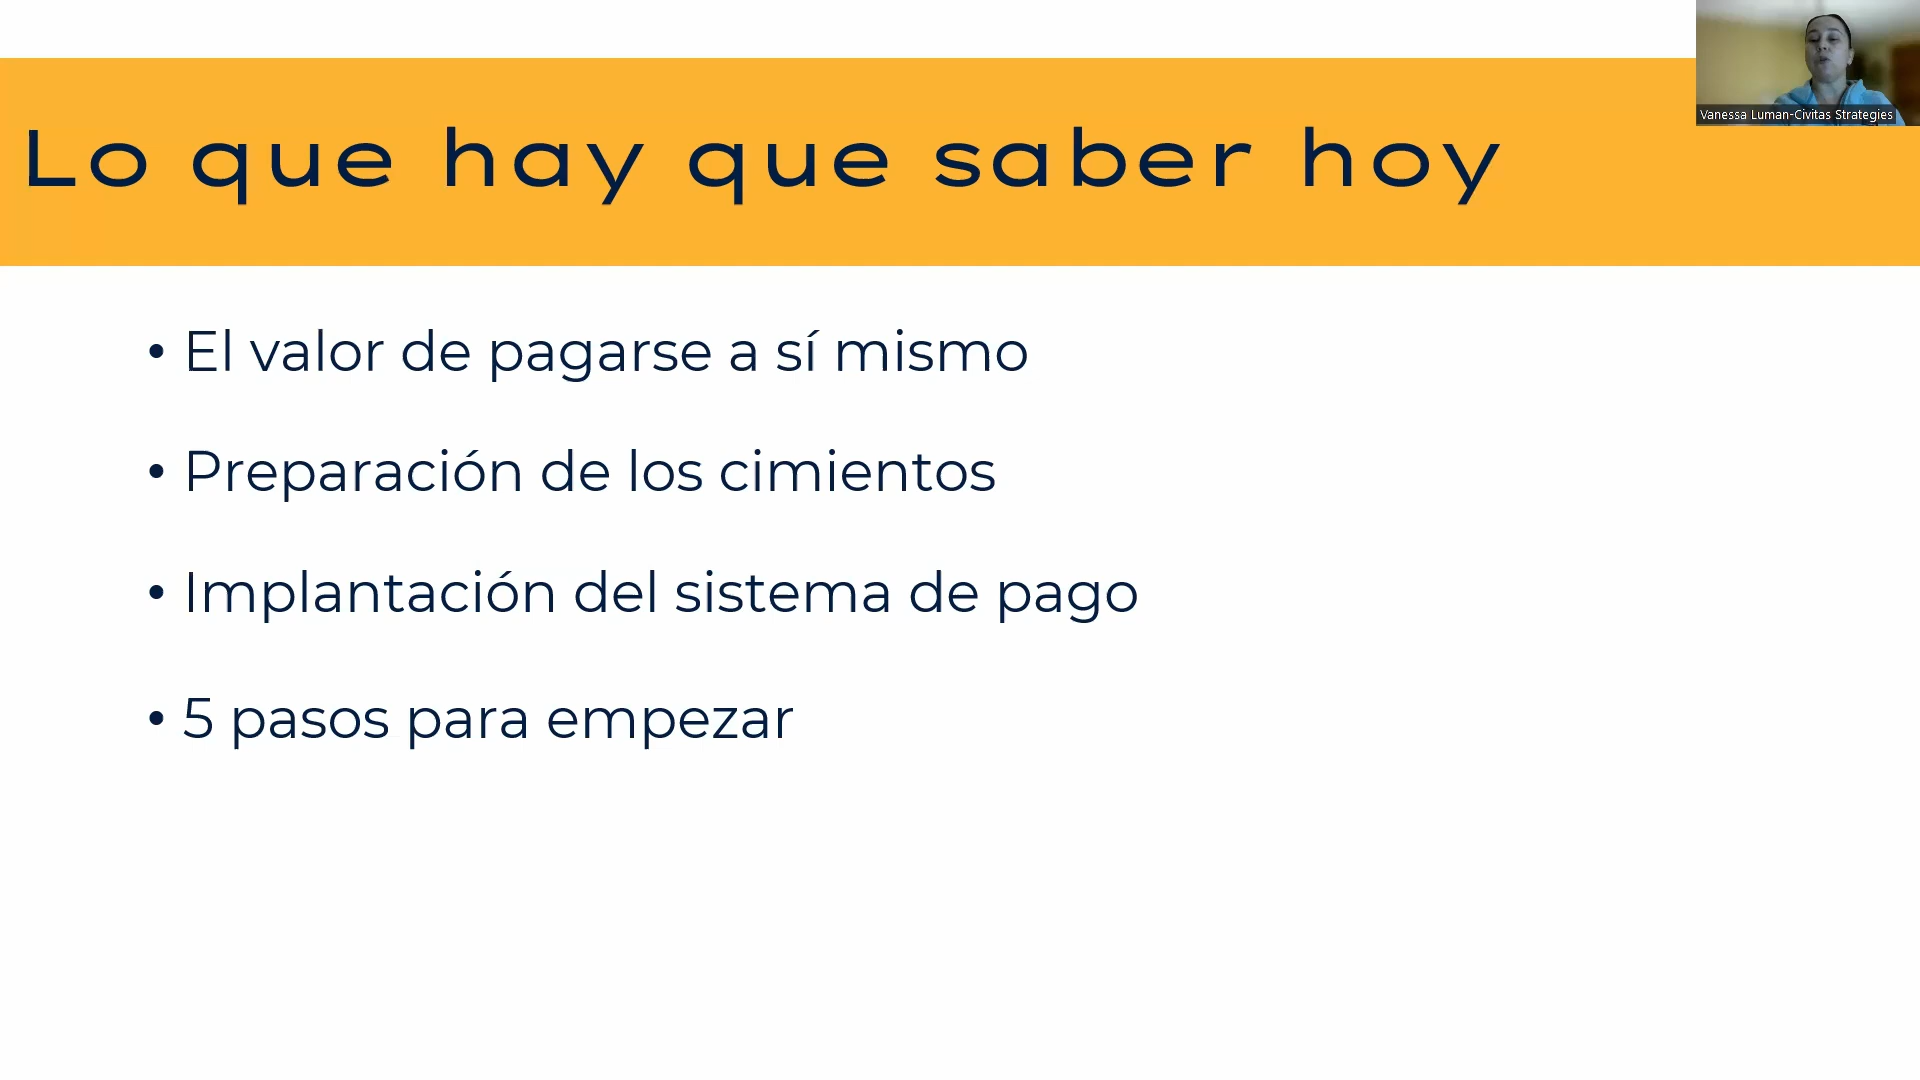 Lo que hay que saber hoy
Vanessa Luman-Civitas Strategies
• El valor de pagarse a sí mismo
• Preparación de los cimientos
• Implantación del sistema de pago
• 5 pasos para empezar